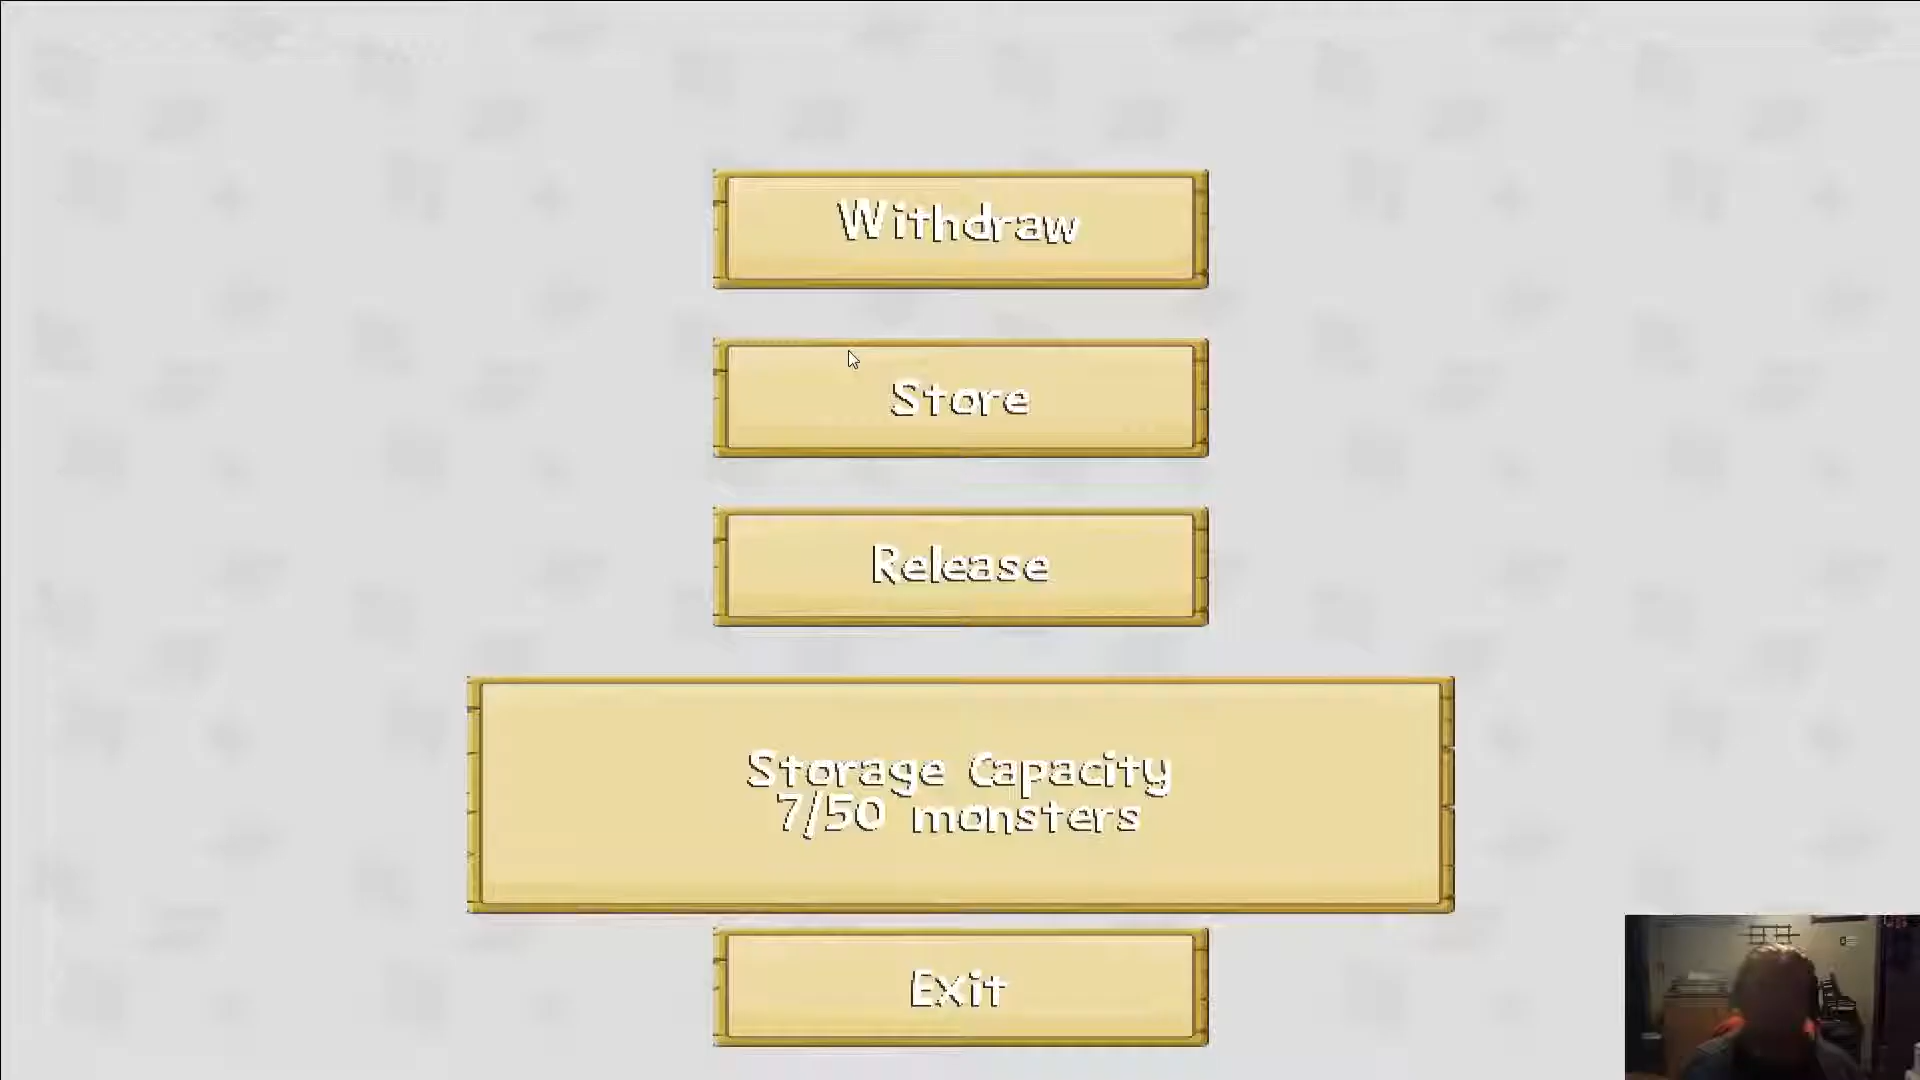 Withdraw
Store
Release
Storage Capacity
7/50 monsters
Exit